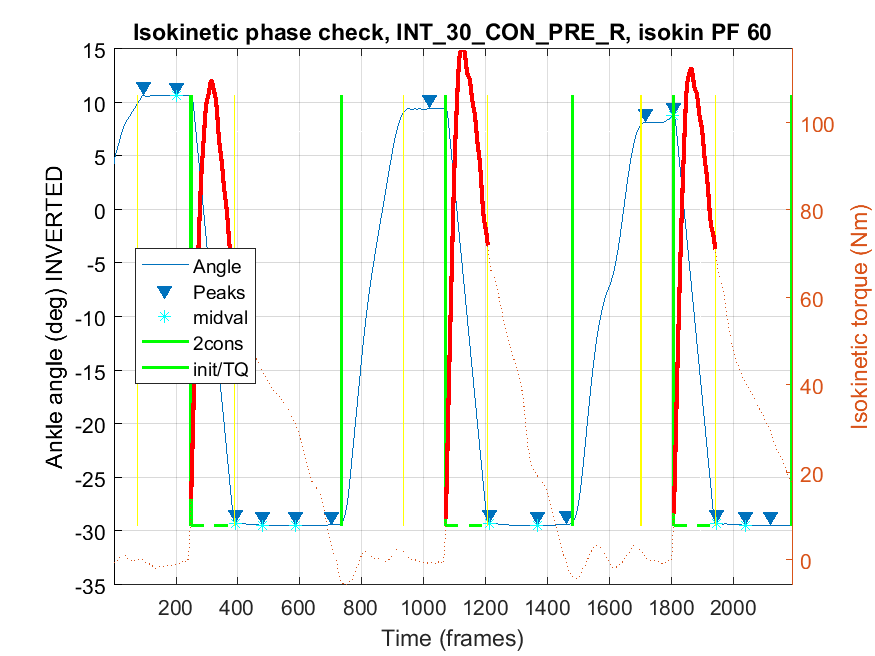 Isokinetic phase check, INT_30_CON_PRE_R, isokin PF 60
15
10
5
0
-5
-10
-15
-20
-25
-30
-35
Ankle angle (deg) INVERTED
Angle
Peaks
midval
2cons
init/TQ
100
80
60
40
20
0
Isokinetic torque (Nm)
200 400 600 800 1000 1200 1400 1600 1800 2000
Time (frames)